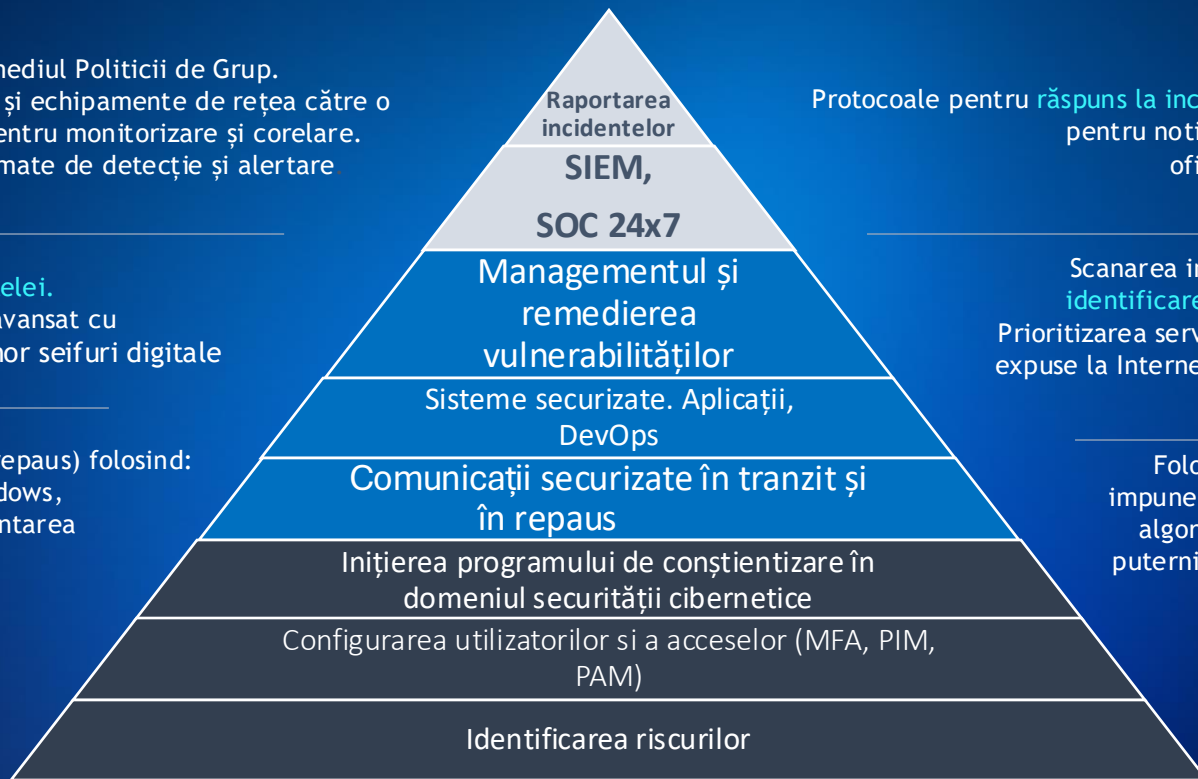 mediul Politicii de Grup.
și echipamente de rețea către o
pentru monitorizare și corelare.
mate de detecție și alertare.
elei.
avansat cu
nor seifuri digitale
repaus) folosind:
dows,
ntarea
Raportarea
incidentelor
SIEM,
SOC 24x7
Managementul și
remedierea
vulnerabilităților
Sisteme securizate. Aplicații,
DevOps
Comunicații securizate în tranzit și
în repaus
Inițierea programului de conștientizare în
domeniul securității cibernetice
Configurarea utilizatorilor si a acceselor (MFA, PIM,
PAM)
Identificarea riscurilor
Protocoale pentru răspuns la inc
pentru noti
ofi
Scanarea in
identificare
Prioritizarea serv
expuse la Interne
Folo
impune
algor
puterni